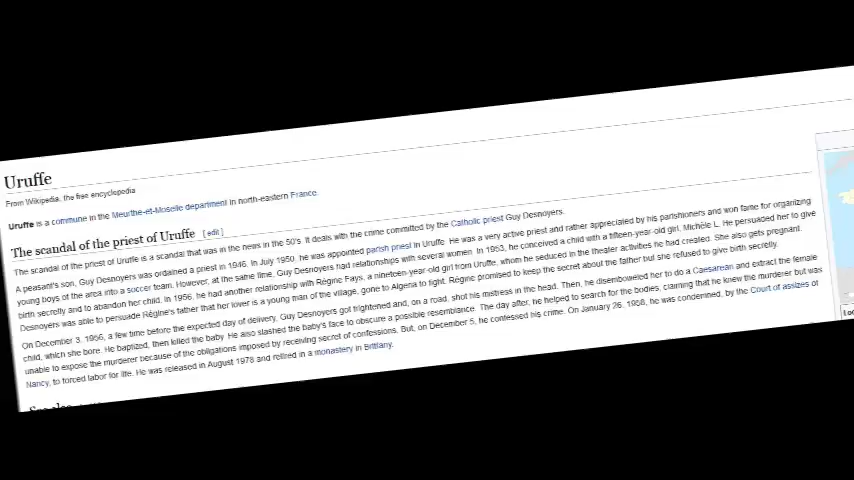 Uruffe
From Wikipedia, the free encyclopedia
Uruffe is a commune in the Meurthe-et-Moselle department in north-eastern France.
The scandal of the priest of Uruffe [edit]
The scandal of the priest of Uruffe is a scandal that was in the news in the 50's. It deals with the crime committed by the Catholic priest Guy Desnoyers.
A peasant's son, Guy Desnoyers was ordained a priest in 1946. In July 1950, he was appointed parish priest in Uruffe. He was a very active priest and rather appreciated by his parishioners and won fame for organizing
young boys of the area into a soccer team. However, at the same time, Guy Desnoyers had relationships with several women. In 1953, he conceived a child with a fifteen-year-old girl, Michèle L. He persuaded her to give
birth secretly and to abandon her child. In 1956, he had another relationship with Régine Fays, a nineteen-year-old girl from Uruffe, whom he seduced in the theater activities he had created. She also gets pregnant.
Desnoyers was able to persuade Régine's father that her lover is a young man of the village, gone to Algeria to fight. Régine promised to keep the secret about the father but she refused to give birth secretly.
On December 3, 1956, a few time before the expected day of delivery, Guy Desnoyers got frightened and, on a road, shot his mistress in the head. Then, he disembowelled her to do a Caesarean and extract the female
child, which she bore. He baptized, then killed the baby. He also slashed the baby's face to obscure a possible resemblance. The day after, he helped to search for the bodies, claiming that he knew the murderer but was
unable to expose the murderer because of the obligations imposed by receiving secret of confessions. But, on December 5, he confessed his crime. On January 26, 1958, he was condemned, by the Court of assizes of
Nancy, to forced labor for life. He was released in August 1978 and retired in a monastery in Brittany.